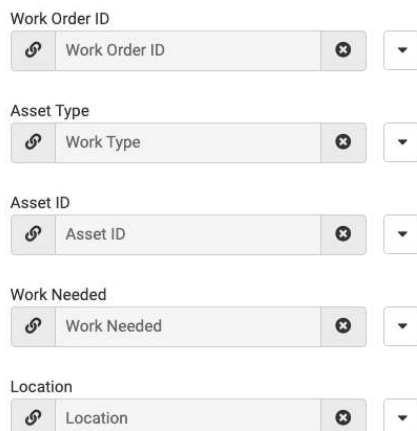 Work Order ID
Work Order ID
Asset Type
Work Type
Asset ID
Asset ID
Work Needed
Work Needed
Location
Location